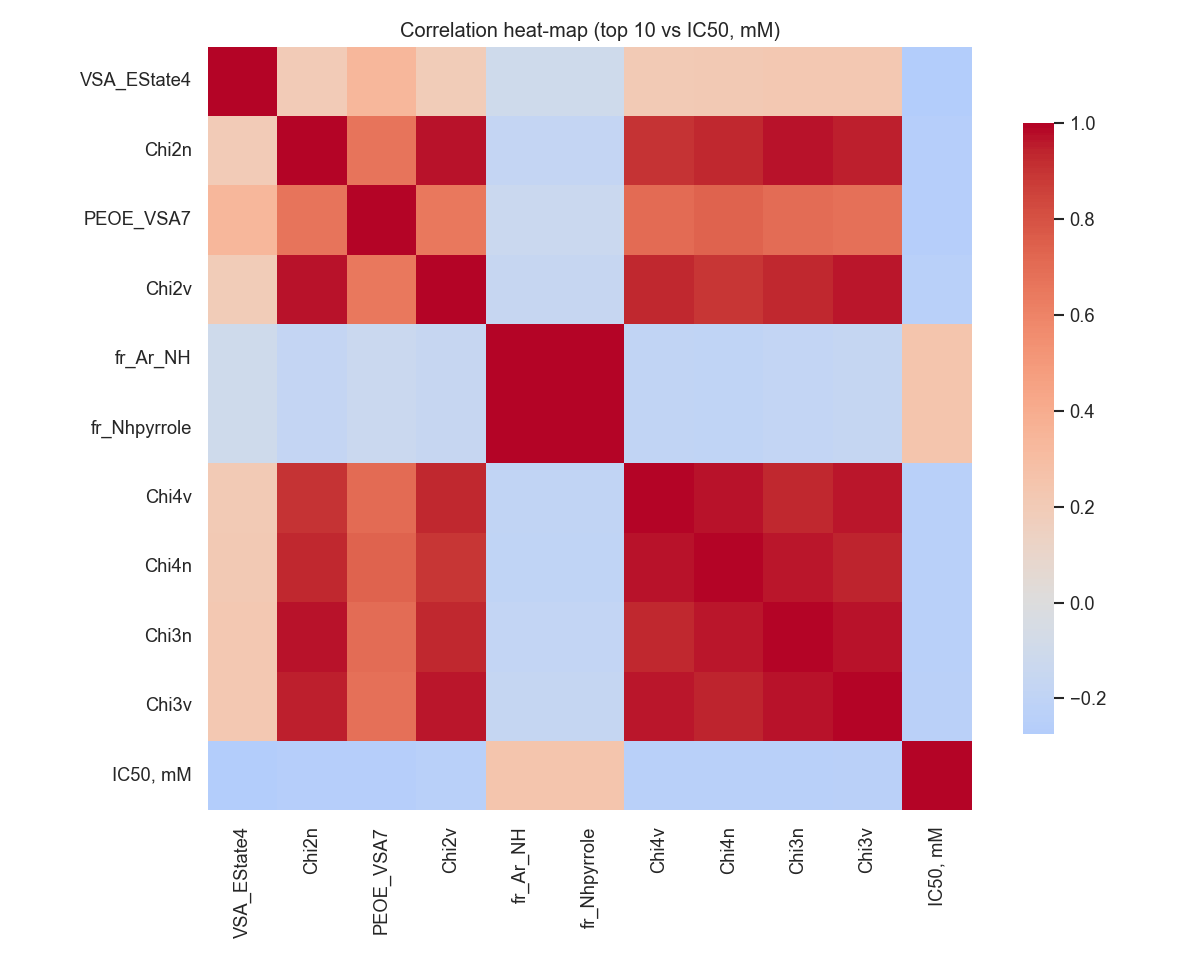 Correlation heat-map (top 10 vs IC50, mM)
VSA_EState4
Chi2n
PEOE_VSA7
Chi2v
fr_Ar_NH
fr_Nhpyrrole
Chi4v
Chi4n
Chi3n
Chi3v
IC50, mM
VSA_EState4
Chi2n
PEOE_VSA7
Chi2v
fr_Ar_NH
fr_Nhpyrrole
Chi4v
Chi4n
Chi3n
Chi3v
IC50, mM
1.0
0.8
0.6
0.4
0.2
0.0
−0.2